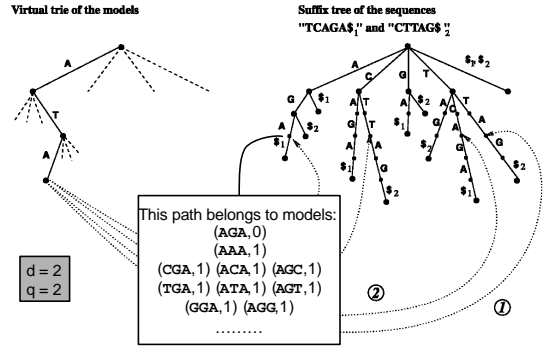 Virtual trie of the models
Suffix tree of the sequences
"TCAGA$1" and "CTTAG$2"
A
T
A
A
C
G
T
$1, $2
G
$1
A
$2
$1
A
G
A
$1
T
T
A
G
$2
A
$2
$1
A
G
$2
C
A
G
A
$1
T
A
G
$2
This path belongs to models:
(AGA,0)
(AAA,1)
(CGA,1) (ACA,1) (AGC,1)
(TGA,1) (ATA,1) (AGT,1)
(GGA,1) (AGG,1)
.........
d = 2
q = 2
2
1